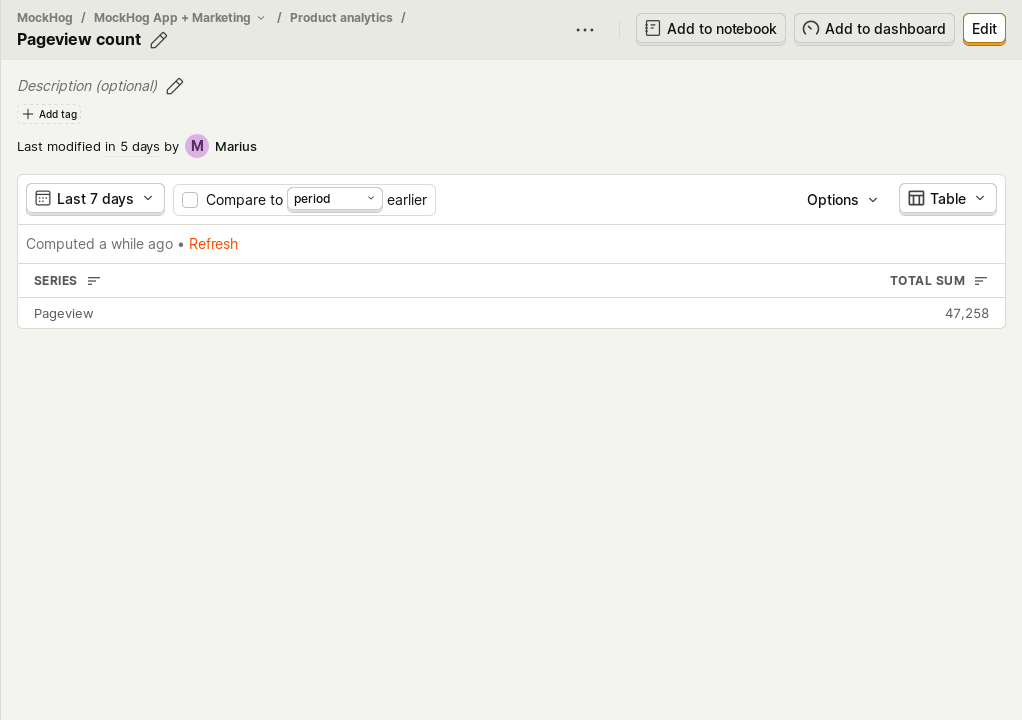 MockHog / MockHog App + Marketing / Product analytics /
Pageview count
Add to notebook
Add to dashboard
Edit
Description (optional)
Add tag
Last modified in 5 days by M Marius
Last 7 days
Compare to period earlier
Options
Table
Computed a while ago • Refresh
SERIES TOTAL SUM
Pageview 47,258